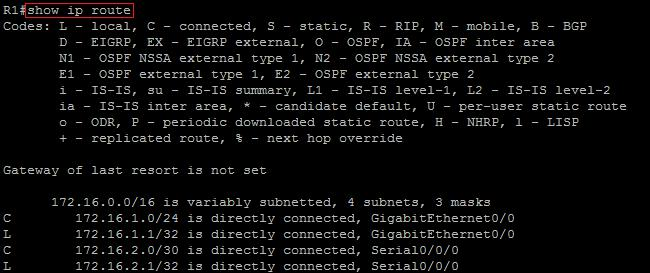 R1#show ip route
Codes: L - local, C - connected, S - static, R - RIP, M - mobile, B - BGP
D - EIGRP, EX - EIGRP external, O - OSPF, IA - OSPF inter area
N1 - OSPF NSSA external type 1, N2 - OSPF NSSA external type 2
E1 - OSPF external type 1, E2 - OSPF external type 2
i - IS-IS, su - IS-IS summary, L1 - IS-IS level-1, L2 - IS-IS level-2
ia - IS-IS inter area, * - candidate default, U - per-user static route
o - ODR, P - periodic downloaded static route, H - NHRP, l - LISP
+ - replicated route, % - next hop override
Gateway of last resort is not set
172.16.0.0/16 is variably subnetted, 4 subnets, 3 masks
C 172.16.1.0/24 is directly connected, GigabitEthernet0/0
L 172.16.1.1/32 is directly connected, GigabitEthernet0/0
C 172.16.2.0/30 is directly connected, Serial0/0/0
L 172.16.2.1/32 is directly connected, Serial0/0/0